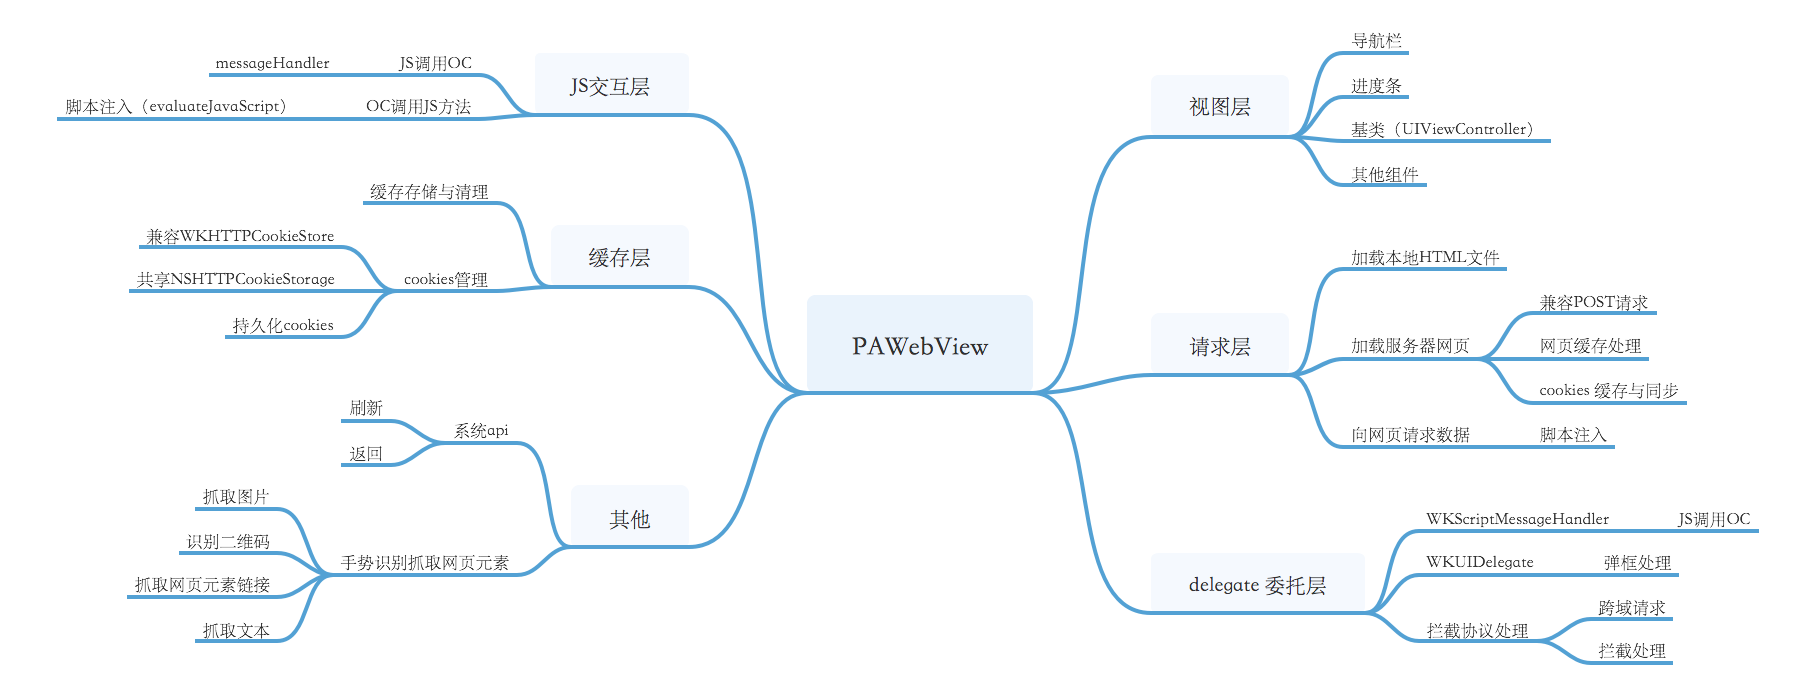 PAWebView
JS交互层
JS调用OC
messageHandler
OC调用JS方法
脚本注入（evaluateJavaScript）
缓存层
缓存存储与清理
cookies管理
兼容WKHTTPCookieStore
共享NSHTTPCookieStorage
持久化cookies
其他
系统api
刷新
返回
手势识别抓取网页元素
抓取图片
识别二维码
抓取网页元素链接
抓取文本
视图层
导航栏
进度条
基类（UIViewController）
其他组件
请求层
加载本地HTML文件
加载服务器网页
兼容POST请求
网页缓存处理
cookies 缓存与同步
向网页请求数据
脚本注入
delegate 委托层
WKScriptMessageHandler
JS调用OC
WKUIDelegate
弹框处理
拦截协议处理
跨域请求
拦截处理